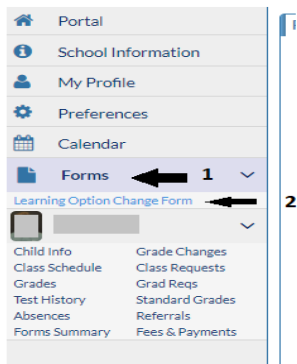 Portal
School Information
My Profile
Preferences
Calendar
Forms 1
Learning Option Change Form 2
Child Info Grade Changes
Class Schedule Class Requests
Grades Grad Reqs
Test History Standard Grades
Absences Referrals
Forms Summary Fees & Payments